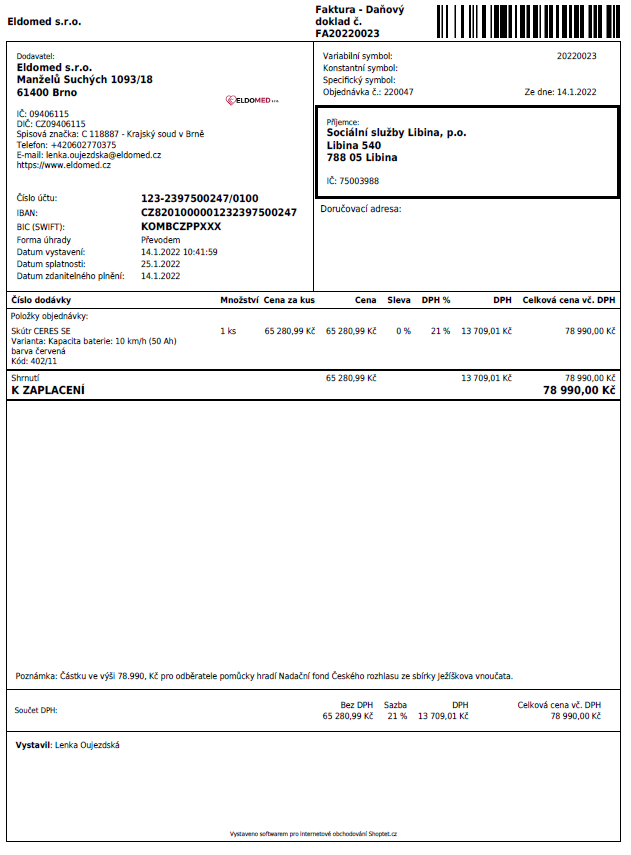 Eldomed s.r.o.
Faktura - Daňový
doklad č.
FA20220023
Dodavatel:
Eldomed s.r.o.
Manželů Suchých 1093/18
61400 Brno
ELDOMED s.r.o.
IČ: 09406115
DIČ: CZ09406115
Spisová značka: C 118887 - Krajský soud v Brně
Telefon: +420602770375
E-mail: lenka.oujezdska@eldomed.cz
https://www.eldomed.cz
Číslo účtu: 123-2397500247/0100
IBAN: CZ8201000001232397500247
BIC (SWIFT): KOMBCZPPXXX
Forma úhrady Převodem
Datum vystavení: 14.1.2022 10:41:59
Datum splatnosti: 25.1.2022
Datum zdanitelného plnění: 14.1.2022
Variabilní symbol: 20220023
Konstantní symbol:
Specifický symbol:
Objednávka č.: 220047 Ze dne: 14.1.2022
Příjemce:
Sociální služby Libina, p.o.
Libina 540
788 05 Libina
IČ: 75003988
Doručovací adresa:
Číslo dodávky Množství Cena za kus Cena Sleva DPH % DPH Celková cena vč. DPH
Položky objednávky:
Skútr CERES SE 1 ks 65 280,99 Kč 65 280,99 Kč 0 % 21 % 13 709,01 Kč 78 990,00 Kč
Varianta: Kapacita baterie: 10 km/h (50 Ah)
barva červená
Kód: 402/11
Shrnutí 65 280,99 Kč 13 709,01 Kč 78 990,00 Kč
K ZAPLACENÍ 78 990,00 Kč
Poznámka: Částku ve výši 78.990, Kč pro odběratele pomůcky hradí Nadační fond Českého rozhlasu ze sbírky Ježíškova vnoučata.
Bez DPH Sazba DPH Celková cena vč. DPH
Součet DPH: 65 280,99 Kč 21 % 13 709,01 Kč 78 990,00 Kč
Vystavil: Lenka Oujezdská
Vystaveno softwarem pro internetové obchodování Shoptet.cz